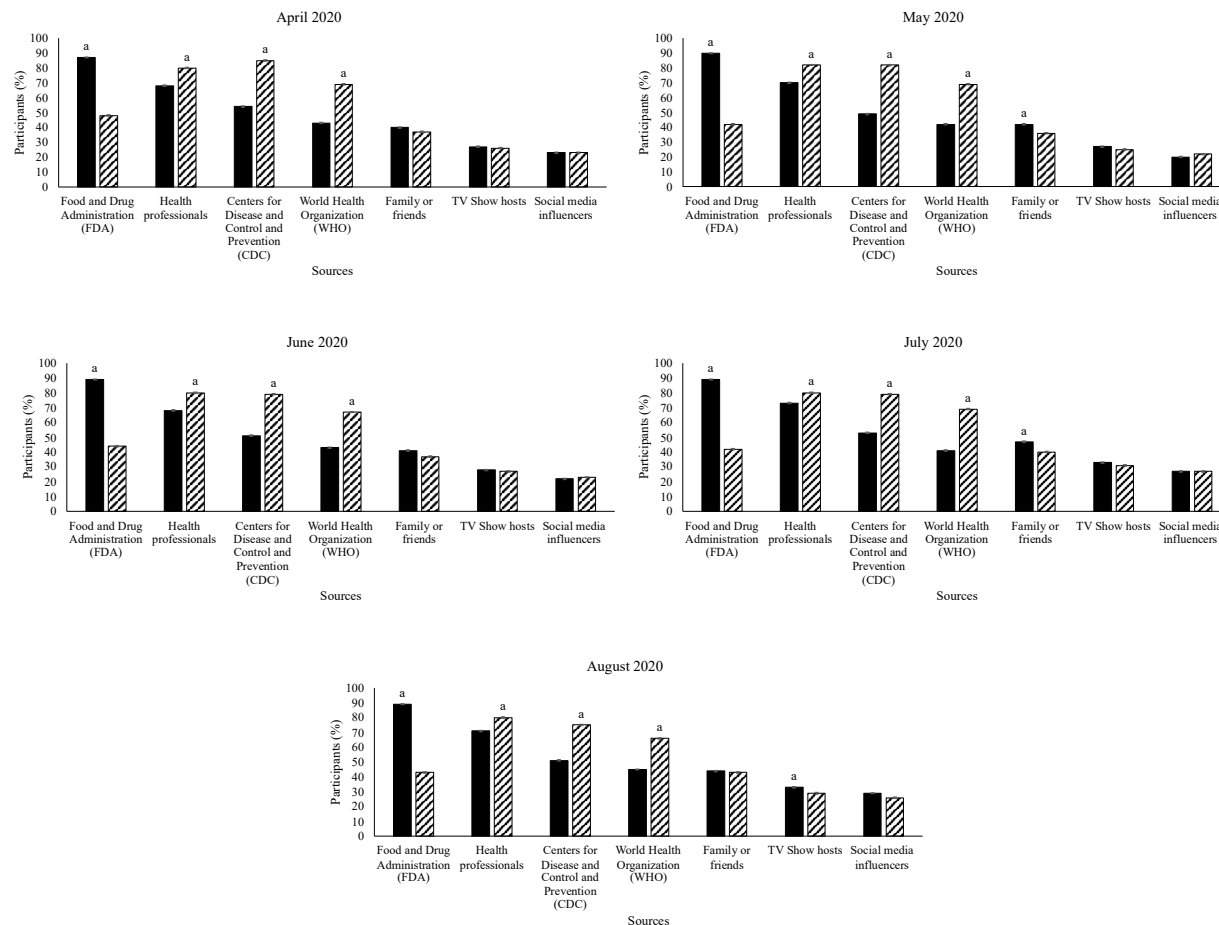 April 2020
a
a
a
a
Participants (%)
100
90
80
70
60
50
40
30
20
10
0
Food and Drug
Administration
(FDA)
Health
professionals
Centers for
Disease and
Control and
Prevention
(CDC)
World Health
Organization
(WHO)
Family or
friends
TV Show hosts
Social media
influencers
Sources
May 2020
a
a
a
a
a
Participants (%)
100
90
80
70
60
50
40
30
20
10
0
Food and Drug
Administration
(FDA)
Health
professionals
Centers for
Disease and
Control and
Prevention
(CDC)
World Health
Organization
(WHO)
Family or
friends
TV Show hosts
Social media
influencers
Sources
June 2020
a
a
a
a
Participants (%)
100
90
80
70
60
50
40
30
20
10
0
Food and Drug
Administration
(FDA)
Health
professionals
Centers for
Disease and
Control and
Prevention
(CDC)
World Health
Organization
(WHO)
Family or
friends
TV Show hosts
Social media
influencers
Sources
July 2020
a
a
a
a
a
Participants (%)
100
90
80
70
60
50
40
30
20
10
0
Food and Drug
Administration
(FDA)
Health
professionals
Centers for
Disease and
Control and
Prevention
(CDC)
World Health
Organization
(WHO)
Family or
friends
TV Show hosts
Social media
influencers
Sources
August 2020
a
a
a
a
a
Participants (%)
100
90
80
70
60
50
40
30
20
10
0
Food and Drug
Administration
(FDA)
Health
professionals
Centers for
Disease and
Control and
Prevention
(CDC)
World Health
Organization
(WHO)
Family or
friends
TV Show hosts
Social media
influencers
Sources